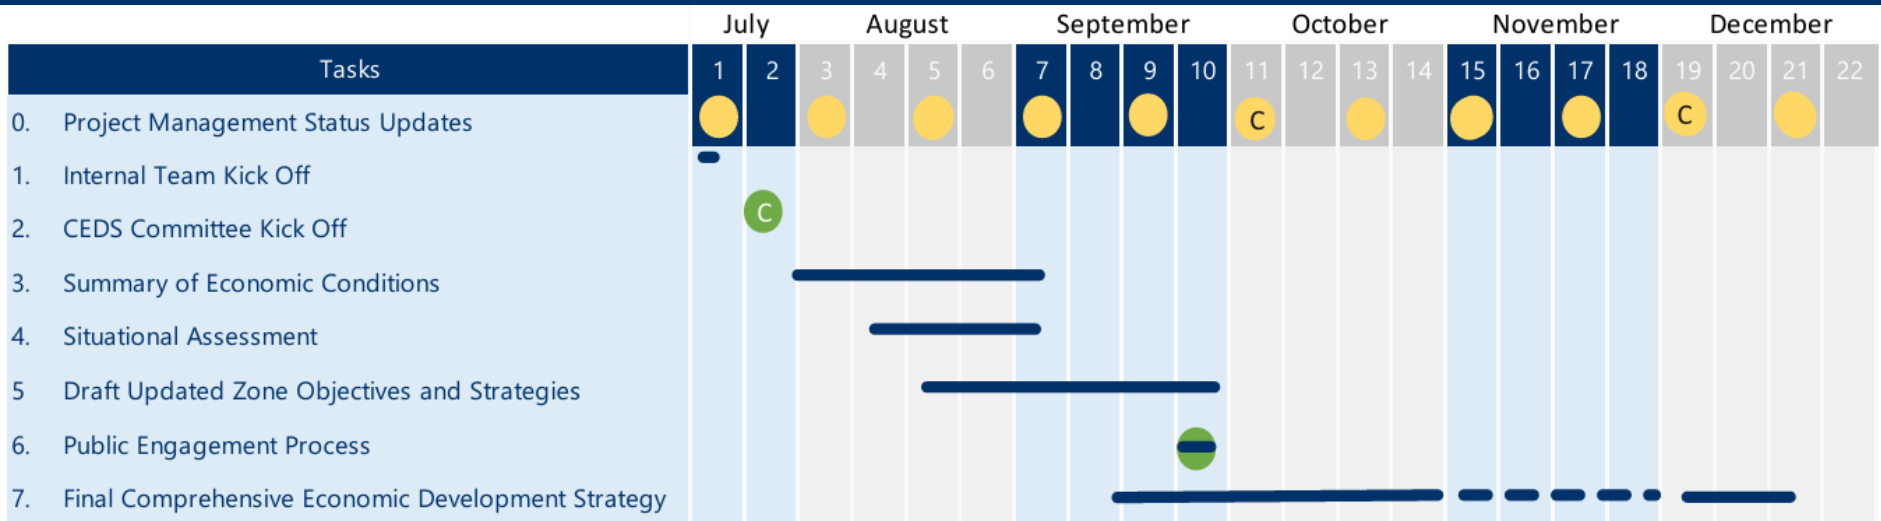 July August September October November December
Tasks 1 2 3 4 5 6 7 8 9 10 11 12 13 14 15 16 17 18 19 20 21 22
0. Project Management Status Updates C C
1. Internal Team Kick Off
C
2. CEDS Committee Kick Off
3. Summary of Economic Conditions
4. Situational Assessment
5 Draft Updated Zone Objectives and Strategies
6. Public Engagement Process
7. Final Comprehensive Economic Development Strategy